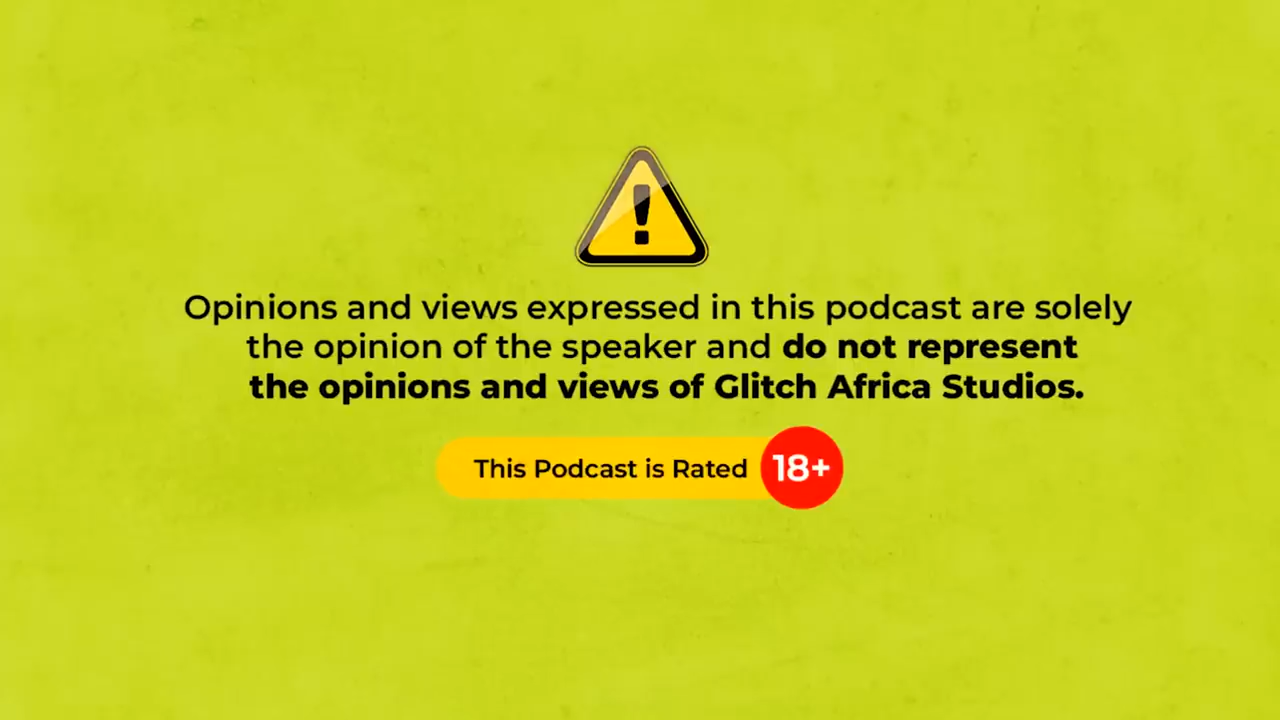 Opinions and views expressed in this podcast are solely
the opinion of the speaker and do not represent
the opinions and views of Glitch Africa Studios.
This Podcast is Rated 18+